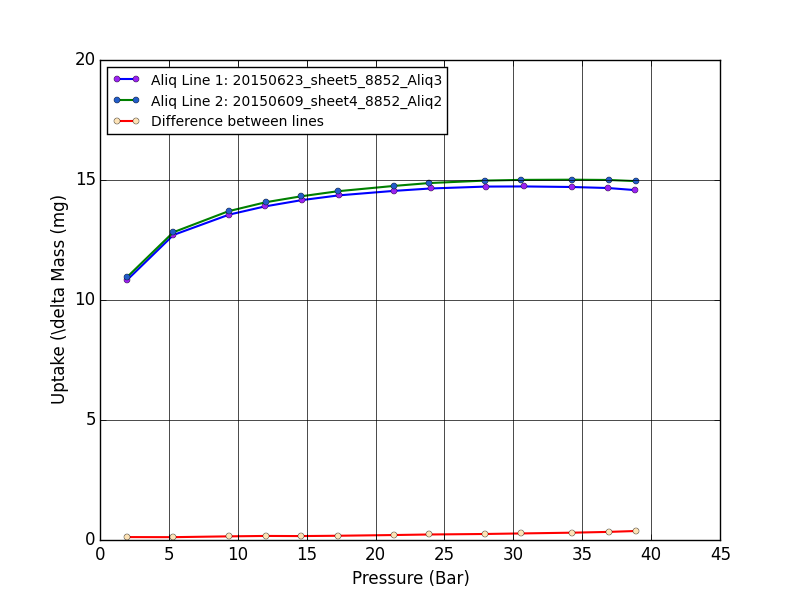 20
Aliq Line 1: 20150623_sheet5_8852_Aliq3
Aliq Line 2: 20150609_sheet4_8852_Aliq2
Difference between lines
15
10
5
0
Uptake (\delta Mass (mg)
0 5 10 15 20 25 30 35 40 45
Pressure (Bar)